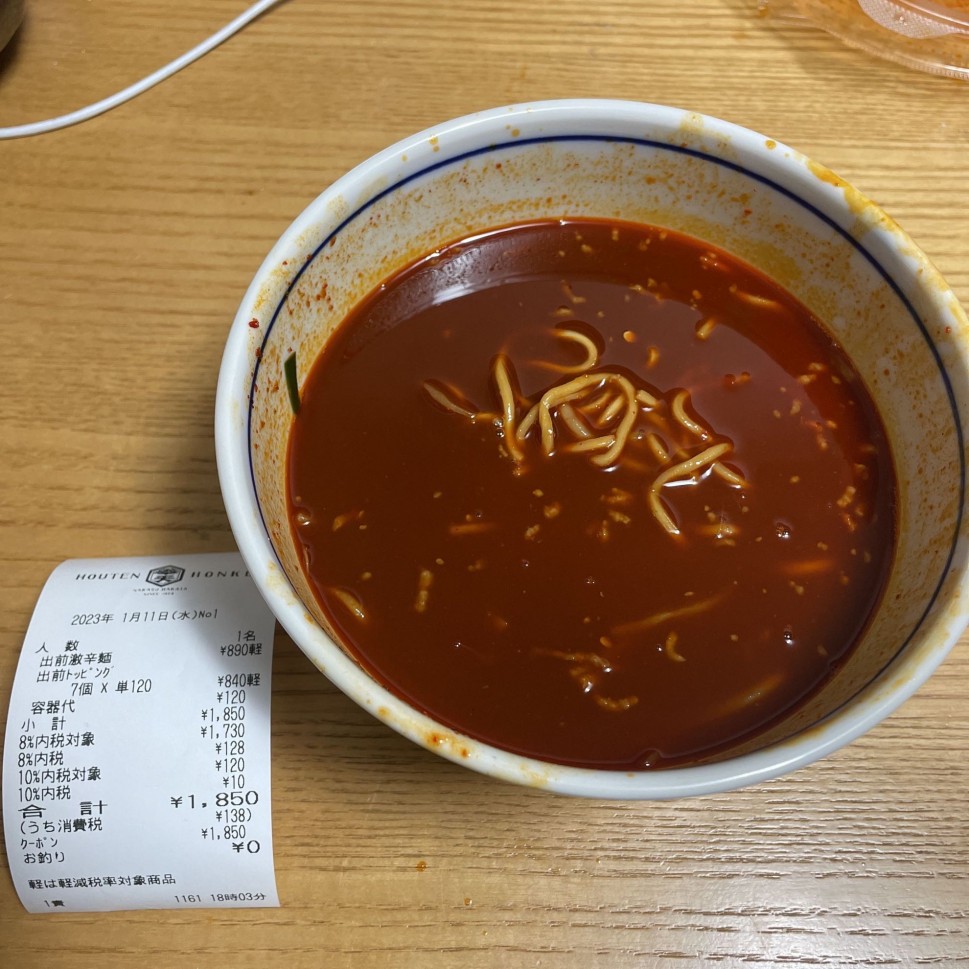 HOUTEN HONKE
2023年 1月11日(水)No1
人 数 1名
出前激辛麺 ¥890軽
出前トッピング
7個 X 単120 ¥840軽
容器代 ¥120
小 計 ¥1,850
8%内税対象 ¥1,730
8%内税 ¥128
10%内税対象 ¥120
10%内税 ¥10
合 計 ¥1,850
(うち消費税 ¥138)
クーポン ¥1,850
お釣り ¥0
軽は軽減税率対象商品
1責 1161 18時03分